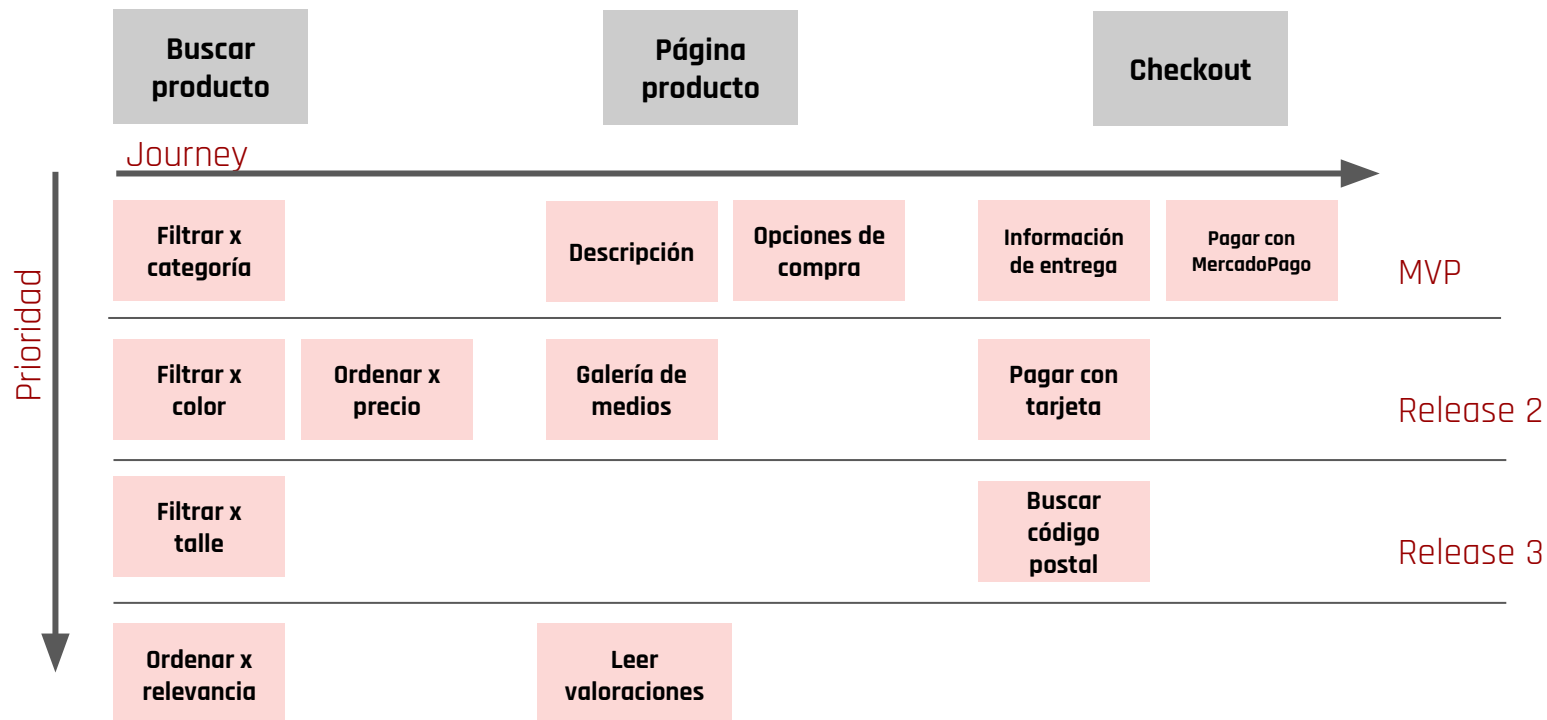 Buscar
producto
Página
producto
Checkout
Journey
Prioridad
Filtrar x
categoría
Descripción
Opciones de
compra
Información
de entrega
Pagar con
MercadoPago
MVP
Filtrar x
color
Ordenar x
precio
Galería de
medios
Pagar con
tarjeta
Release 2
Filtrar x
talle
Buscar
código
postal
Release 3
Ordenar x
relevancia
Leer
valoraciones